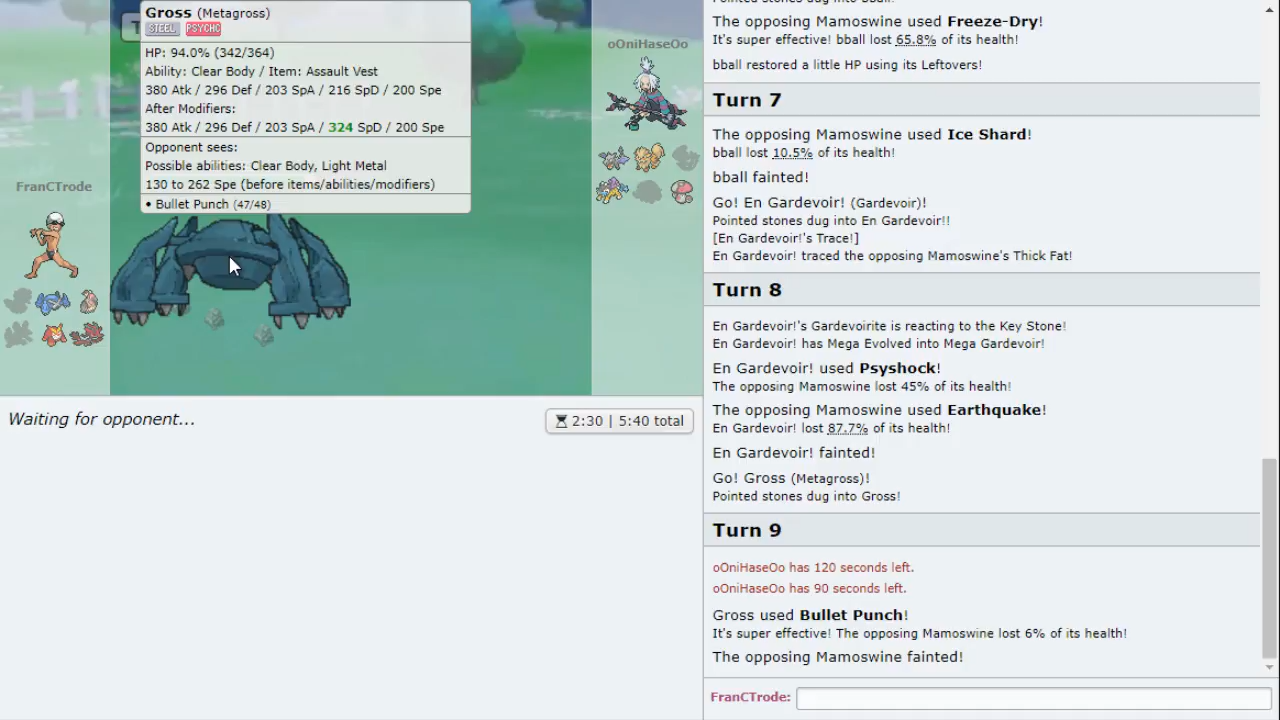 Gross (Metagross)
STEEL PSYCHC
HP: 94.0% (342/364)
Ability: Clear Body / Item: Assault Vest
380 Atk / 296 Def / 203 SpA / 216 SpD / 200 Spe
After Modifiers:
380 Atk / 296 Def / 203 SpA / 324 SpD / 200 Spe
Opponent sees:
Possible abilities: Clear Body, Light Metal
130 to 262 Spe (before items/abilities/modifiers)
• Bullet Punch (47/48)
FranCTrode
oOniHaseOo
Waiting for opponent...
2:30 | 5:40 total
The opposing Mamoswine used Freeze-Dry!
It's super effective! bball lost 65.8% of its health!
bball restored a little HP using its Leftovers!
Turn 7
The opposing Mamoswine used Ice Shard!
bball lost 10.5% of its health!
bball fainted!
Go! En Gardevoir! (Gardevoir)!
Pointed stones dug into En Gardevoir!!
[En Gardevoir!'s Trace!]
En Gardevoir! traced the opposing Mamoswine's Thick Fat!
Turn 8
En Gardevoir!'s Gardevoirite is reacting to the Key Stone!
En Gardevoir! has Mega Evolved into Mega Gardevoir!
En Gardevoir! used Psyshock!
The opposing Mamoswine lost 45% of its health!
The opposing Mamoswine used Earthquake!
En Gardevoir! lost 87.7% of its health!
En Gardevoir! fainted!
Go! Gross (Metagross)!
Pointed stones dug into Gross!
Turn 9
oOniHaseOo has 120 seconds left.
oOniHaseOo has 90 seconds left.
Gross used Bullet Punch!
It's super effective! The opposing Mamoswine lost 6% of its health!
The opposing Mamoswine fainted!
FranCTrode: